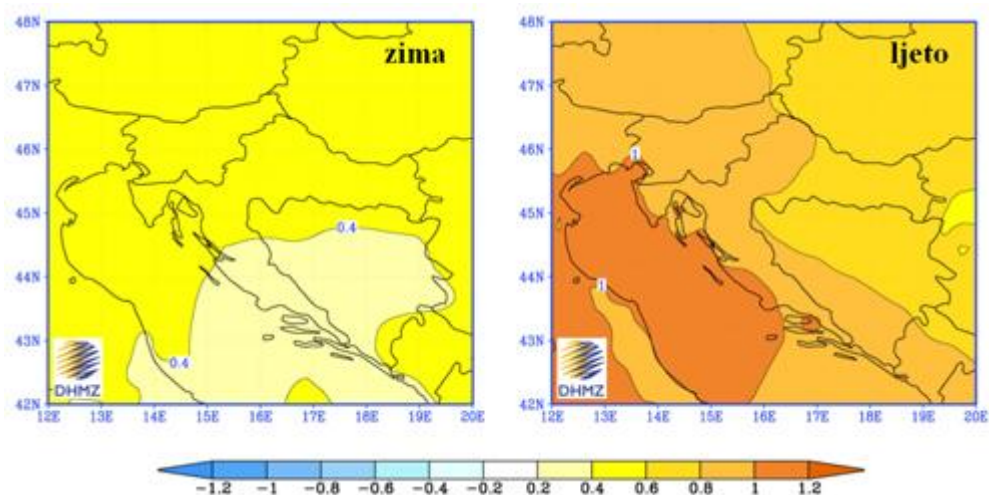 zima
48N
47N
46N
45N
44N
43N
42N
0.4
0.4
DHMZ
12E 13E 14E 15E 16E 17E 18E 19E 20E
ljeto
48N
47N
46N
45N
44N
43N
42N
1
1
DHMZ
12E 13E 14E 15E 16E 17E 18E 19E 20E
-1.2 -1 -0.8 -0.6 -0.4 -0.2 0.2 0.4 0.6 0.8 1 1.2